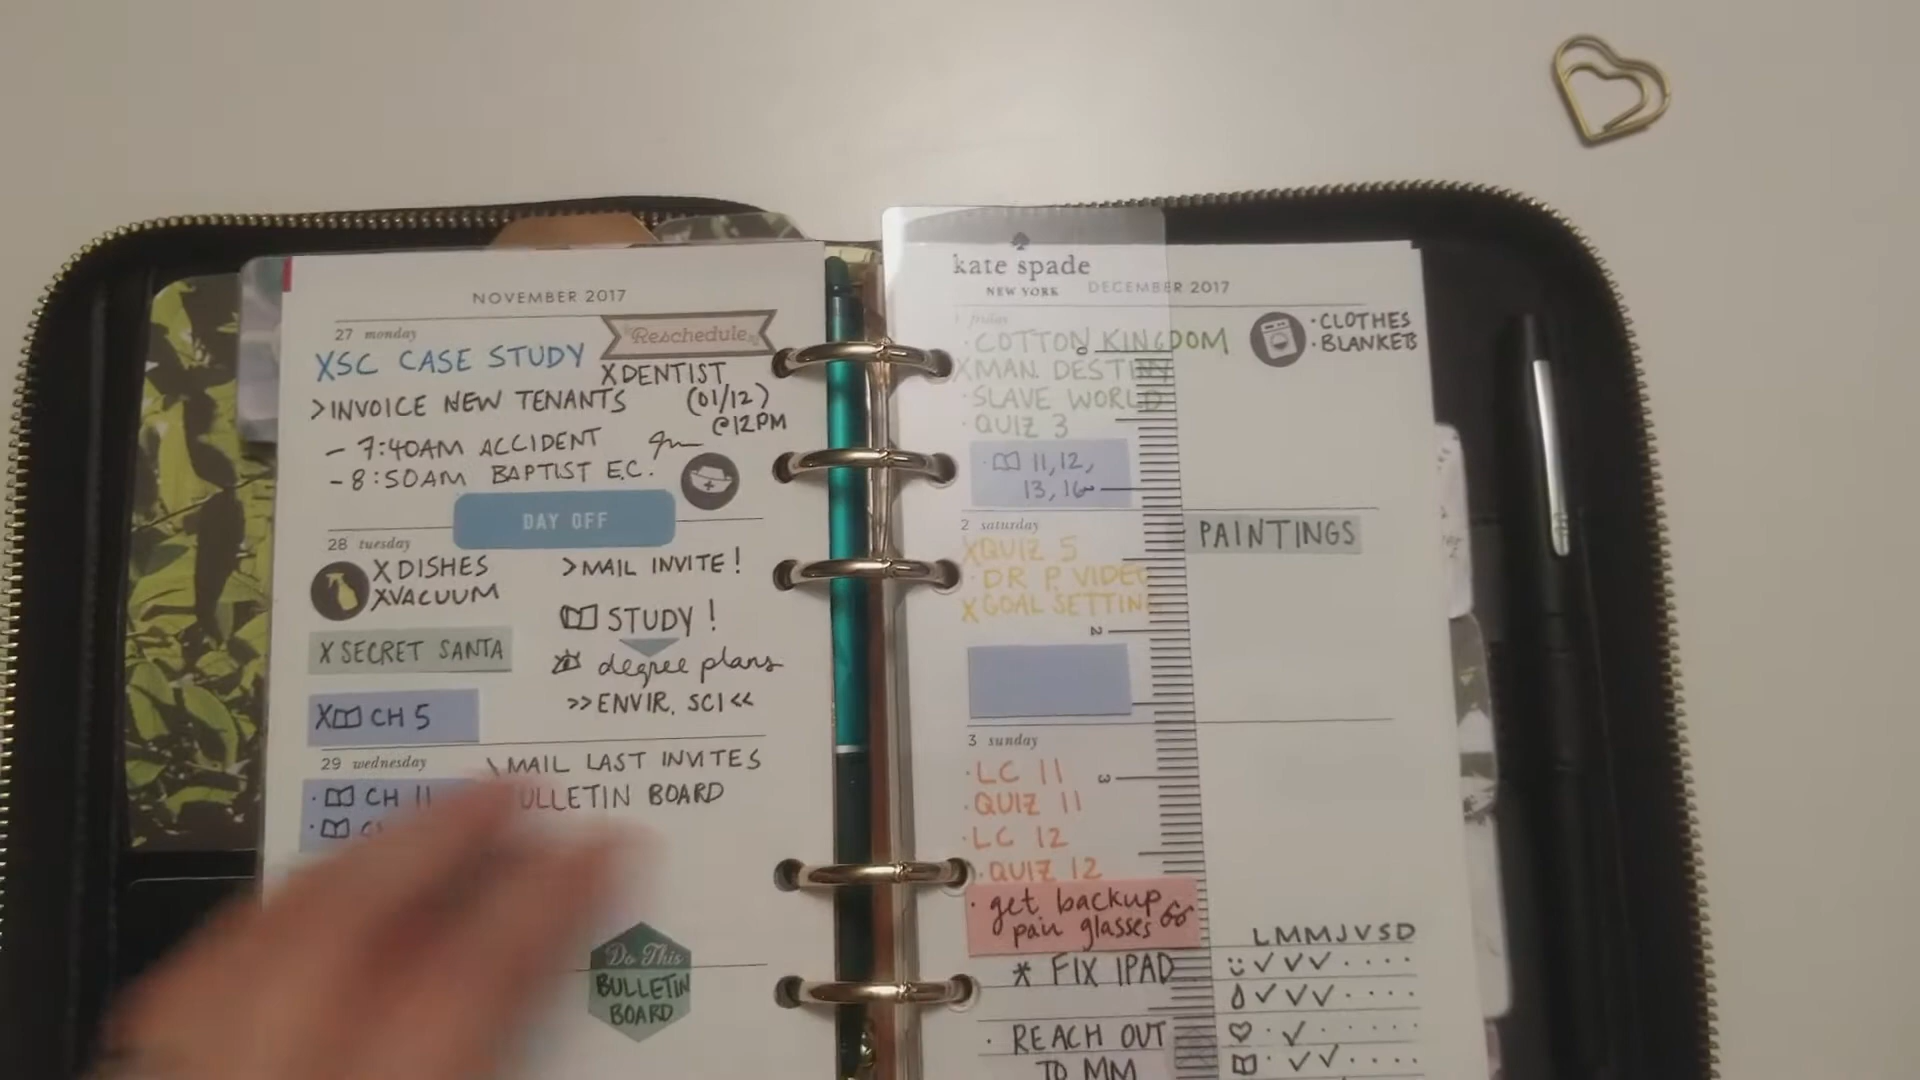 NOVEMBER 2017
27 monday
Reschedule
XSC CASE STUDY
X DENTIST
(01/12)
@12PM
>INVOICE NEW TENANTS
- 7:40AM ACCIDENT
- 8:50AM BAPTIST E.C.
DAY OFF
28 tuesday
X DISHES
XVACUUM
>MAIL INVITE!
STUDY!
X SECRET SANTA
degree plans
>> ENVIR. SCI <<
X CH 5
29 wednesday
MAIL LAST INVITES
· CH 11
BOARD
Do This
BULLETIN
BOARD
kate spade
NEW YORK
DECEMBER 2017
1 friday
· COTTON KINGDOM
XMAN DESTINY
· SLAVE WORLD
· QUIZ 3
· 11, 12,
13, 16
· CLOTHES
· BLANKETS
2 saturday
PAINTINGS
XQUIZ 5
· DR P VIDEO
X GOAL SETTING
2
3 sunday
3
· LC 11
· QUIZ 11
· LC 12
· QUIZ 12
· get backup
pair glasses
* FIX IPAD
· REACH OUT
TO MM
LMMJVSD